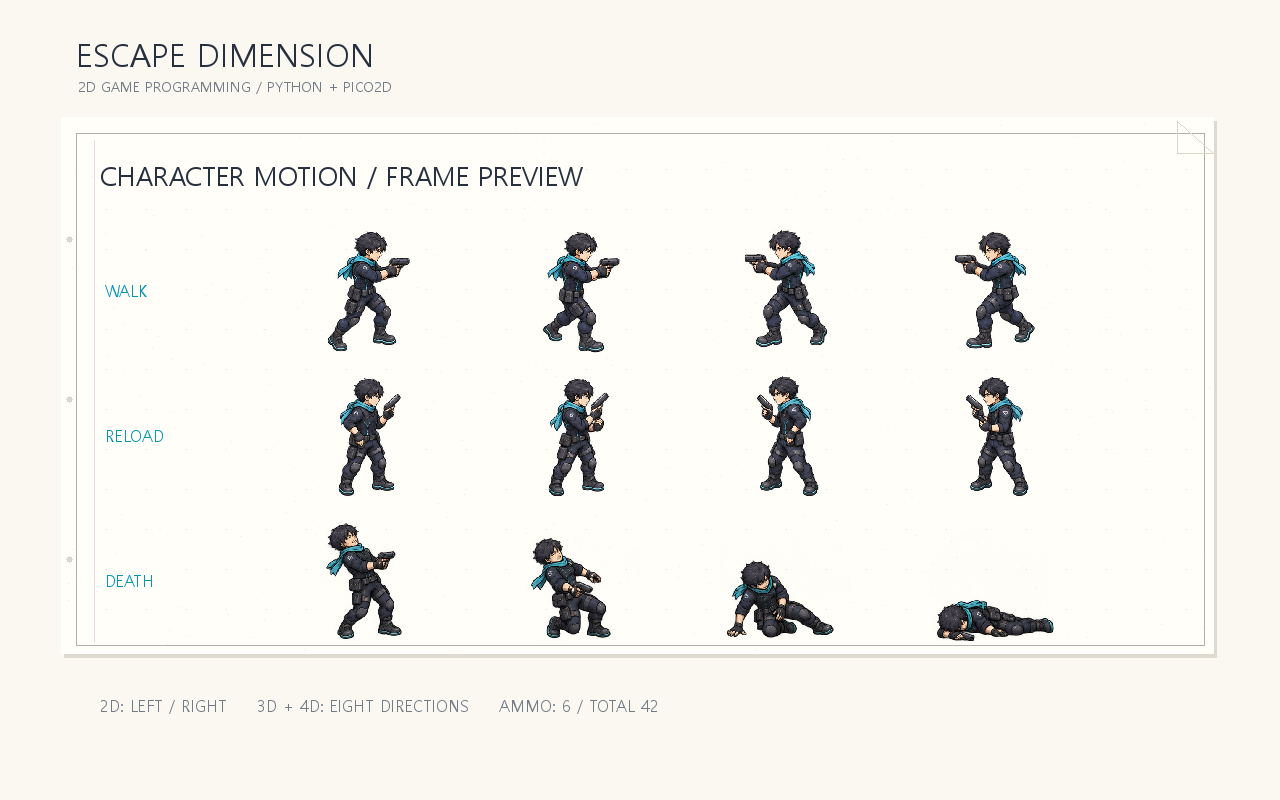 ESCAPE DIMENSION
2D GAME PROGRAMMING / PYTHON + PICO2D
CHARACTER MOTION / FRAME PREVIEW
WALK
RELOAD
DEATH
2D: LEFT / RIGHT 3D + 4D: EIGHT DIRECTIONS AMMO: 6 / TOTAL 42